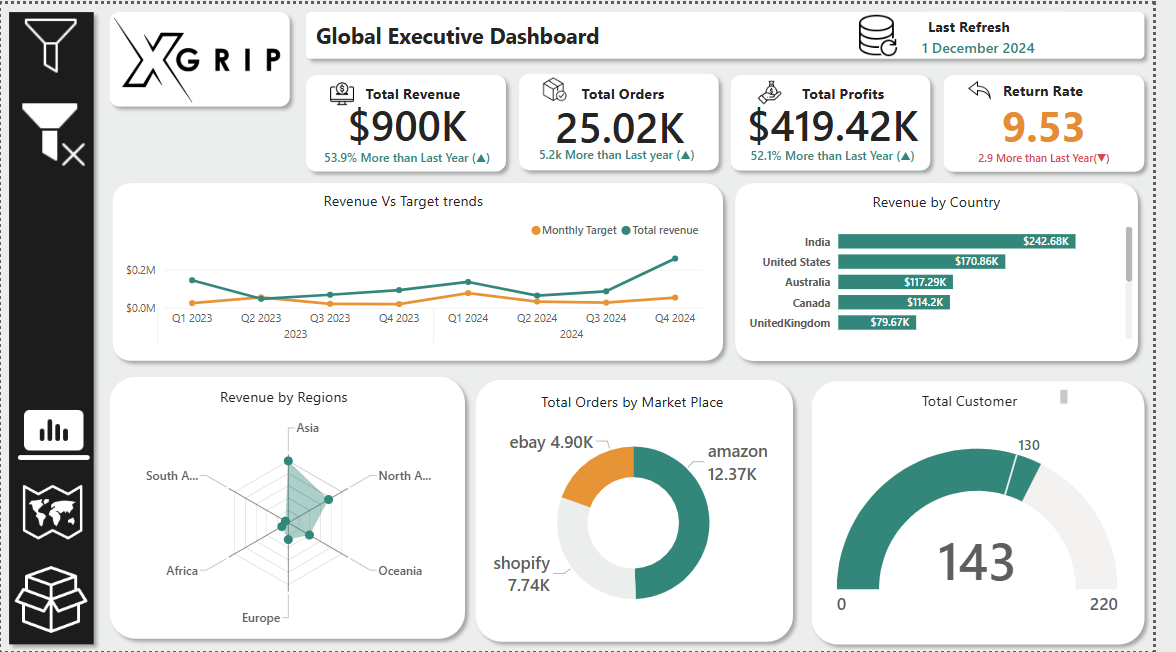 XGRIP
Global Executive Dashboard
Last Refresh
1 December 2024
Total Revenue
$900K
53.9% More than Last Year (▲)
Total Orders
25.02K
5.2k More than Last year (▲)
Total Profits
$419.42K
52.1% More than Last Year (▲)
Return Rate
9.53
2.9 More than Last Year(▼)
Revenue Vs Target trends
Monthly Target Total revenue
$0.2M
$0.0M
Q1 2023 Q2 2023 Q3 2023 Q4 2023 Q1 2024 Q2 2024 Q3 2024 Q4 2024
2023 2024
Revenue by Country
India $242.68K
United States $170.86K
Australia $117.29K
Canada $114.2K
UnitedKingdom $79.67K
Revenue by Regions
Asia
South A... North A...
Africa Oceania
Europe
Total Orders by Market Place
ebay 4.90K
amazon
12.37K
shopify
7.74K
Total Customer
130
143
0 220